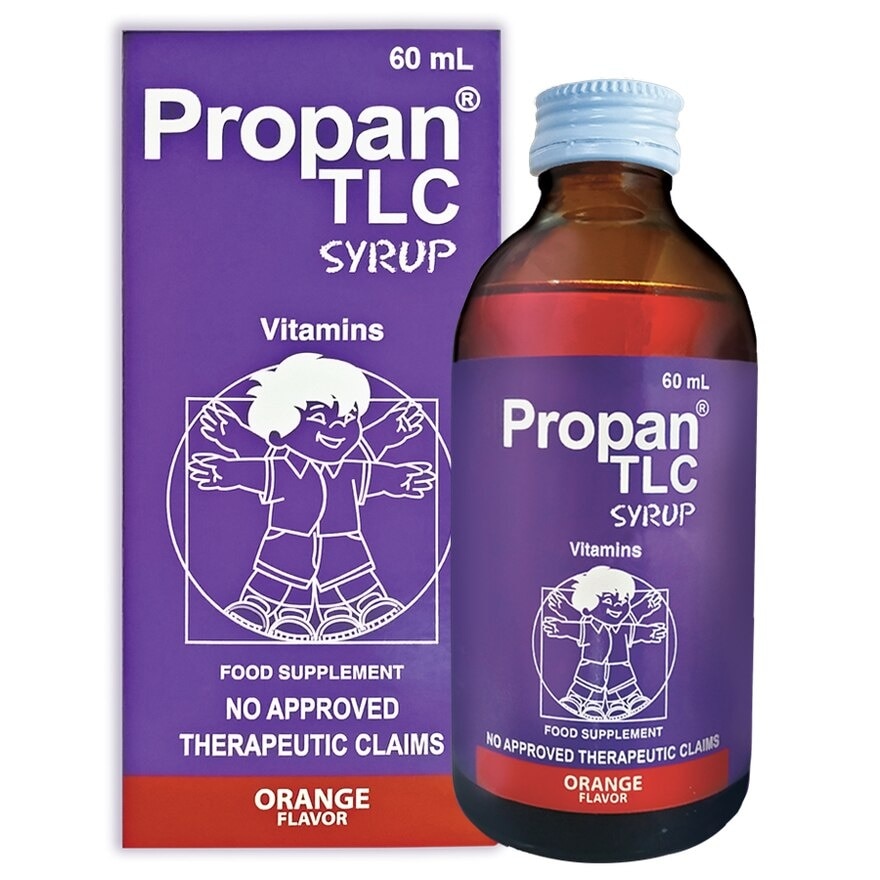 60 mL
Propan®
TLC
SYRUP
Vitamins
FOOD SUPPLEMENT
NO APPROVED
THERAPEUTIC CLAIMS
ORANGE
FLAVOR
60 mL
Propan®
TLC
SYRUP
Vitamins
FOOD SUPPLEMENT
NO APPROVED THERAPEUTIC CLAIMS
ORANGE
FLAVOR